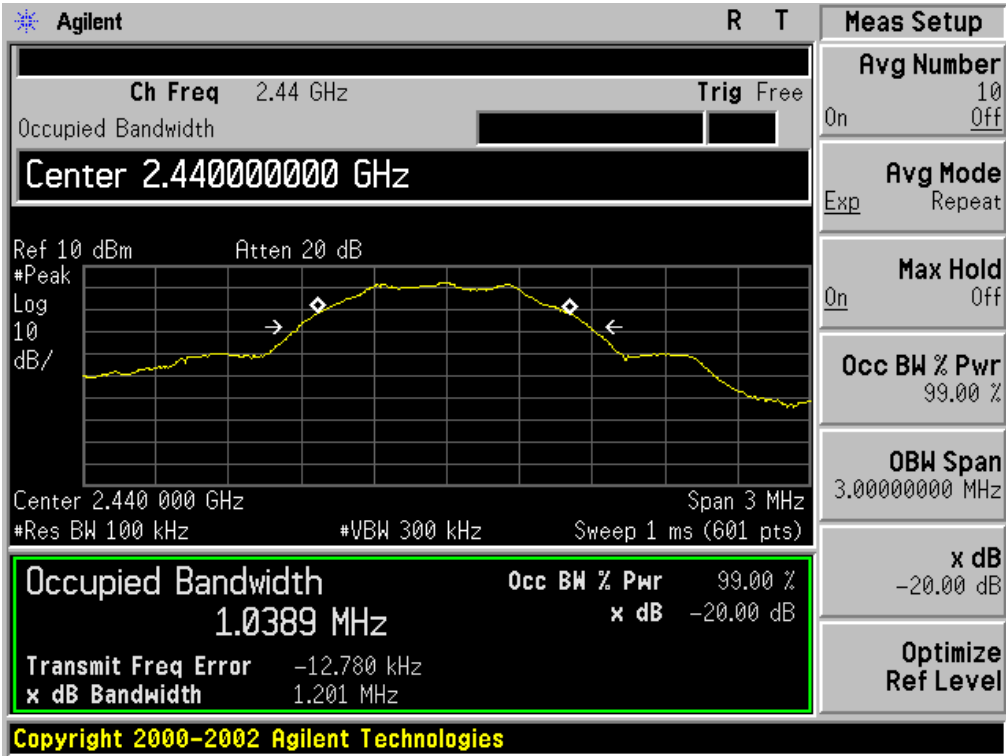 Agilent R T
Ch Freq 2.44 GHz Trig Free
Occupied Bandwidth
Center 2.440000000 GHz
Ref 10 dBm Atten 20 dB
#Peak
Log
10
dB/
Center 2.440 000 GHz Span 3 MHz
#Res BW 100 kHz #VBW 300 kHz Sweep 1 ms (601 pts)
Occupied Bandwidth Occ BW % Pwr 99.00 %
1.0389 MHz x dB -20.00 dB
Transmit Freq Error -12.780 kHz
x dB Bandwidth 1.201 MHz
Copyright 2000-2002 Agilent Technologies
Meas Setup
Avg Number
10
On Off
Avg Mode
Exp Repeat
Max Hold
On Off
Occ BW % Pwr
99.00 %
OBW Span
3.00000000 MHz
x dB
-20.00 dB
Optimize
Ref Level